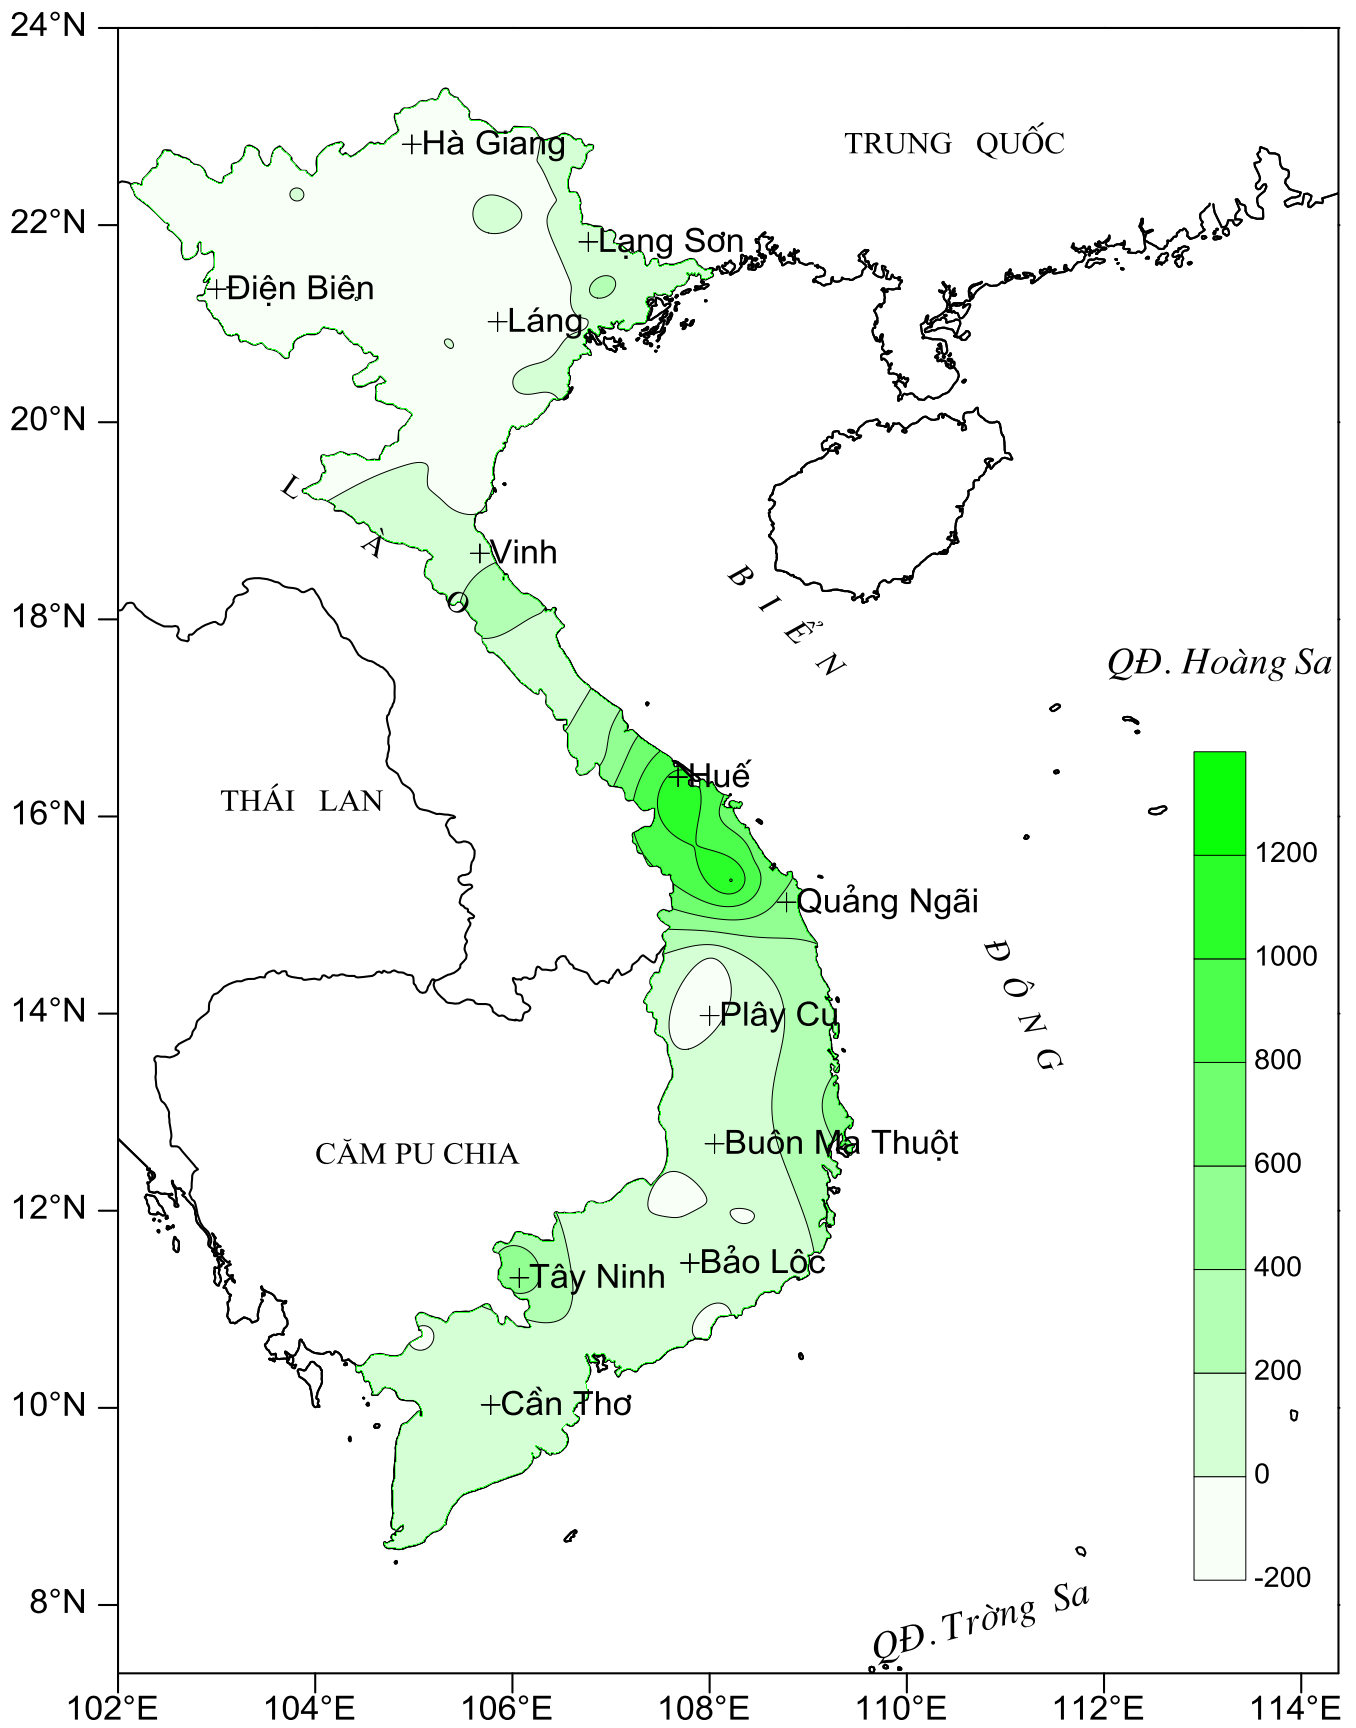 24°N
22°N
20°N
18°N
16°N
14°N
12°N
10°N
8°N
102°E
104°E
106°E
108°E
110°E
112°E
114°E
TRUNG QUỐC
Hà Giang
Lạng Sơn
Điện Biên
Láng
L À O
Vinh
BIỂN
QĐ. Hoàng Sa
THÁI LAN
Huế
Quảng Ngãi
ĐÔNG
Plây Cu
Buôn Ma Thuột
CĂM PU CHIA
Bảo Lộc
Tây Ninh
Cần Thơ
QĐ. Trờng Sa
1200
1000
800
600
400
200
0
-200